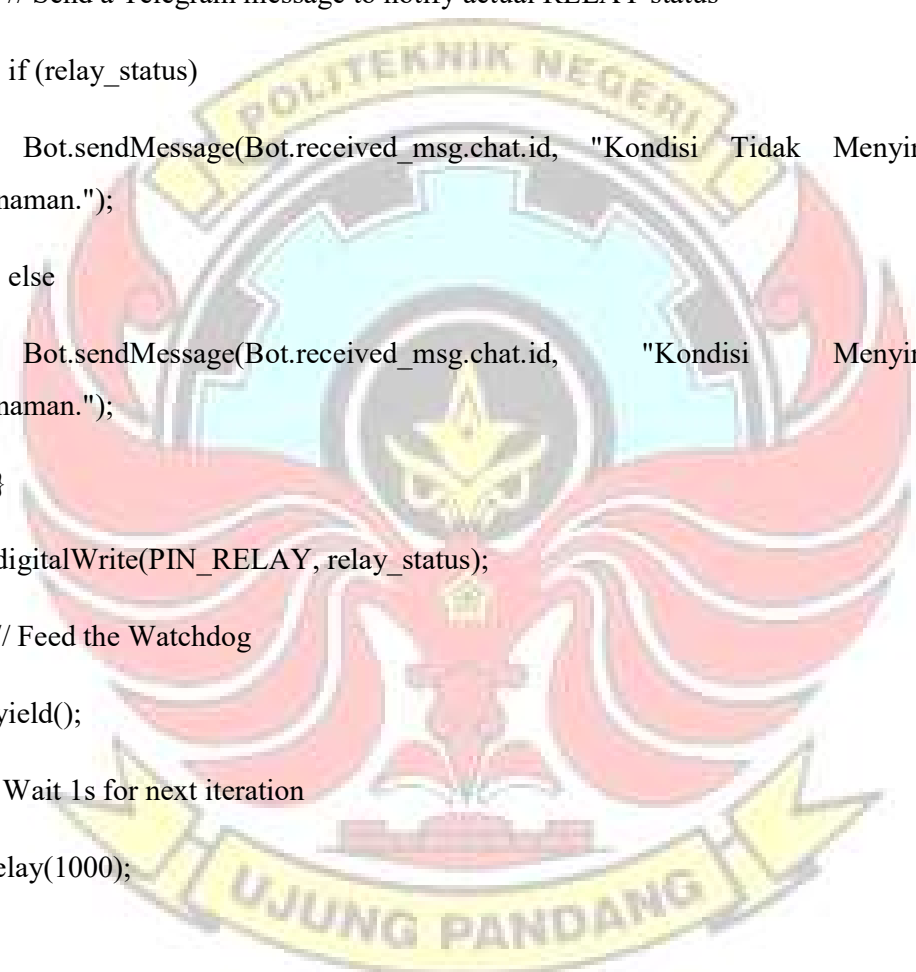 // Send a Telegram message to notify actual RELAY status
if (relay_status)
Bot.sendMessage(Bot.received_msg.chat.id, "Kondisi Tidak Menyir
naman.");
else
Bot.sendMessage(Bot.received_msg.chat.id, "Kondisi Menyir
naman.");
}
digitalWrite(PIN_RELAY, relay_status);
// Feed the Watchdog
yield();
Wait 1s for next iteration
elay(1000);
POLITEKNIK NEGERI
UJUNG PANDANG